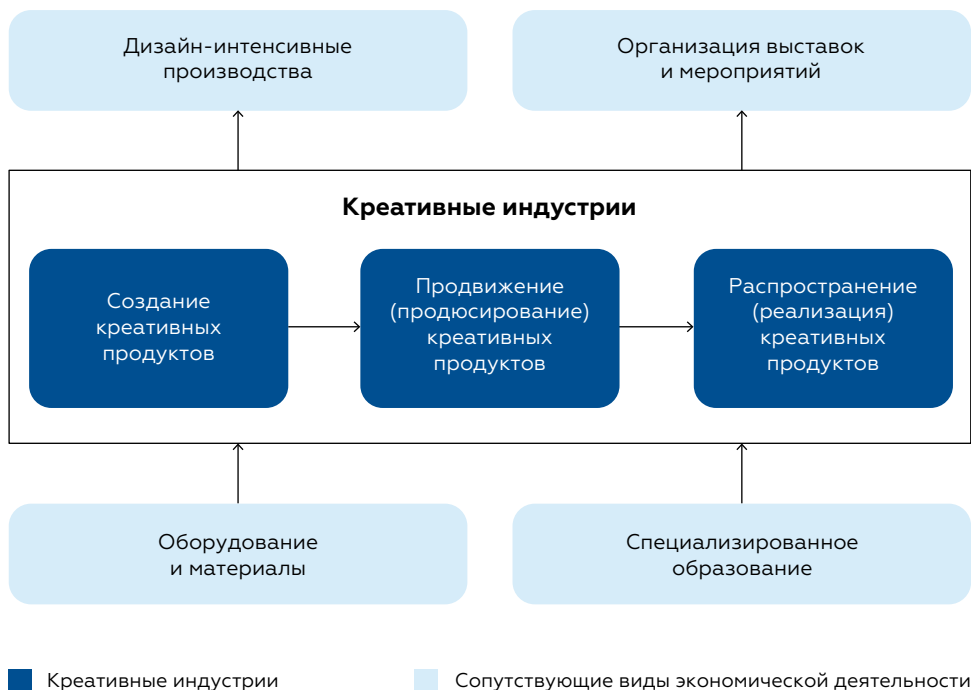 Дизайн-интенсивные
производства
Организация выставок
и мероприятий
Креативные индустрии
Создание
креативных
продуктов
Продвижение
(продюсирование)
креативных
продуктов
Распространение
(реализация)
креативных
продуктов
Оборудование
и материалы
Специализированное
образование
Креативные индустрии
Сопутствующие виды экономической деятельности